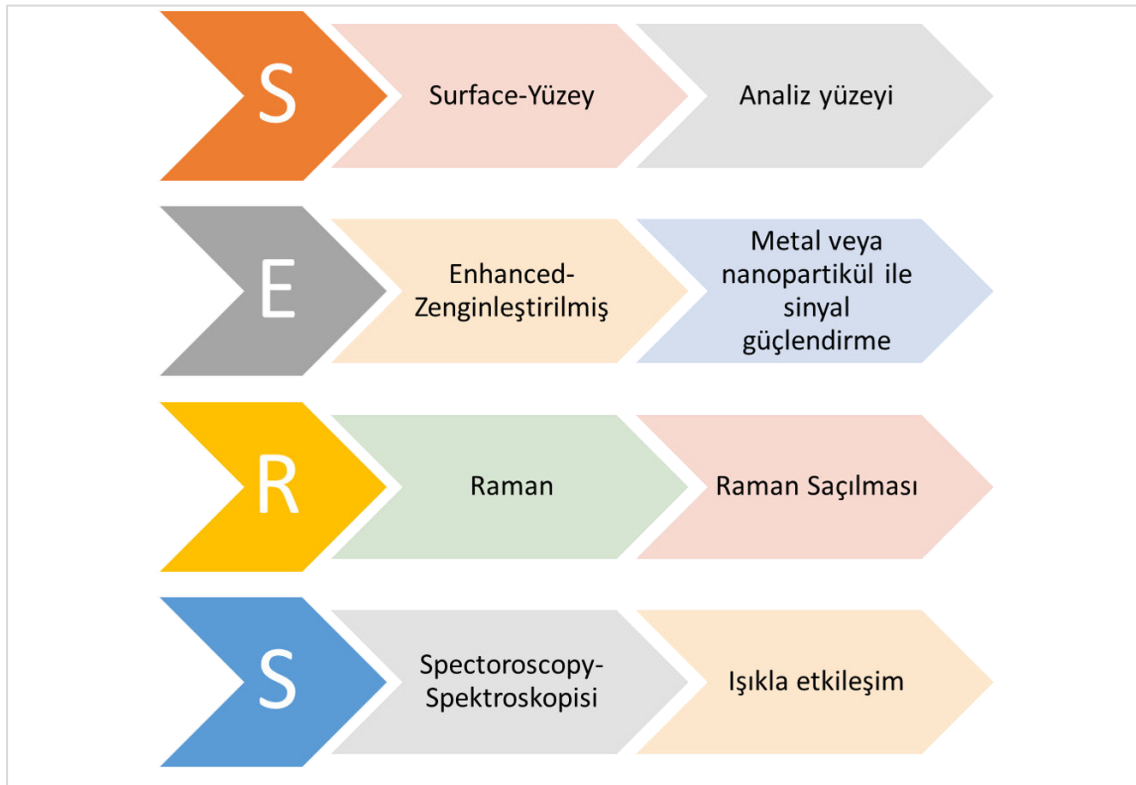 S
Surface-Yüzey
Analiz yüzeyi
E
Enhanced-
Zenginleştirilmiş
Metal veya
nanopartikül ile
sinyal
güçlendirme
R
Raman
Raman Saçılması
S
Spectoroscopy-
Spektroskopisi
Işıkla etkileşim